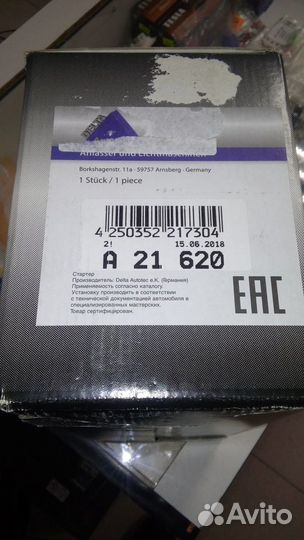 DELTA
Anlasser und Lichtmaschinen
Borkshagenstr. 11a - 59757 Arnsberg - Germany
1 Stück / 1 piece
4 250352 217304
2! 15.06.2018
A 21 620
Стартер
Производитель: Delta Autotec e.K. (Германия)
Применяемость согласно каталогу.
Установку производить в соответствии
с технической документацией автомобиля в
специализированных мастерских.
Товар сертифицирован.
EAC
Avito